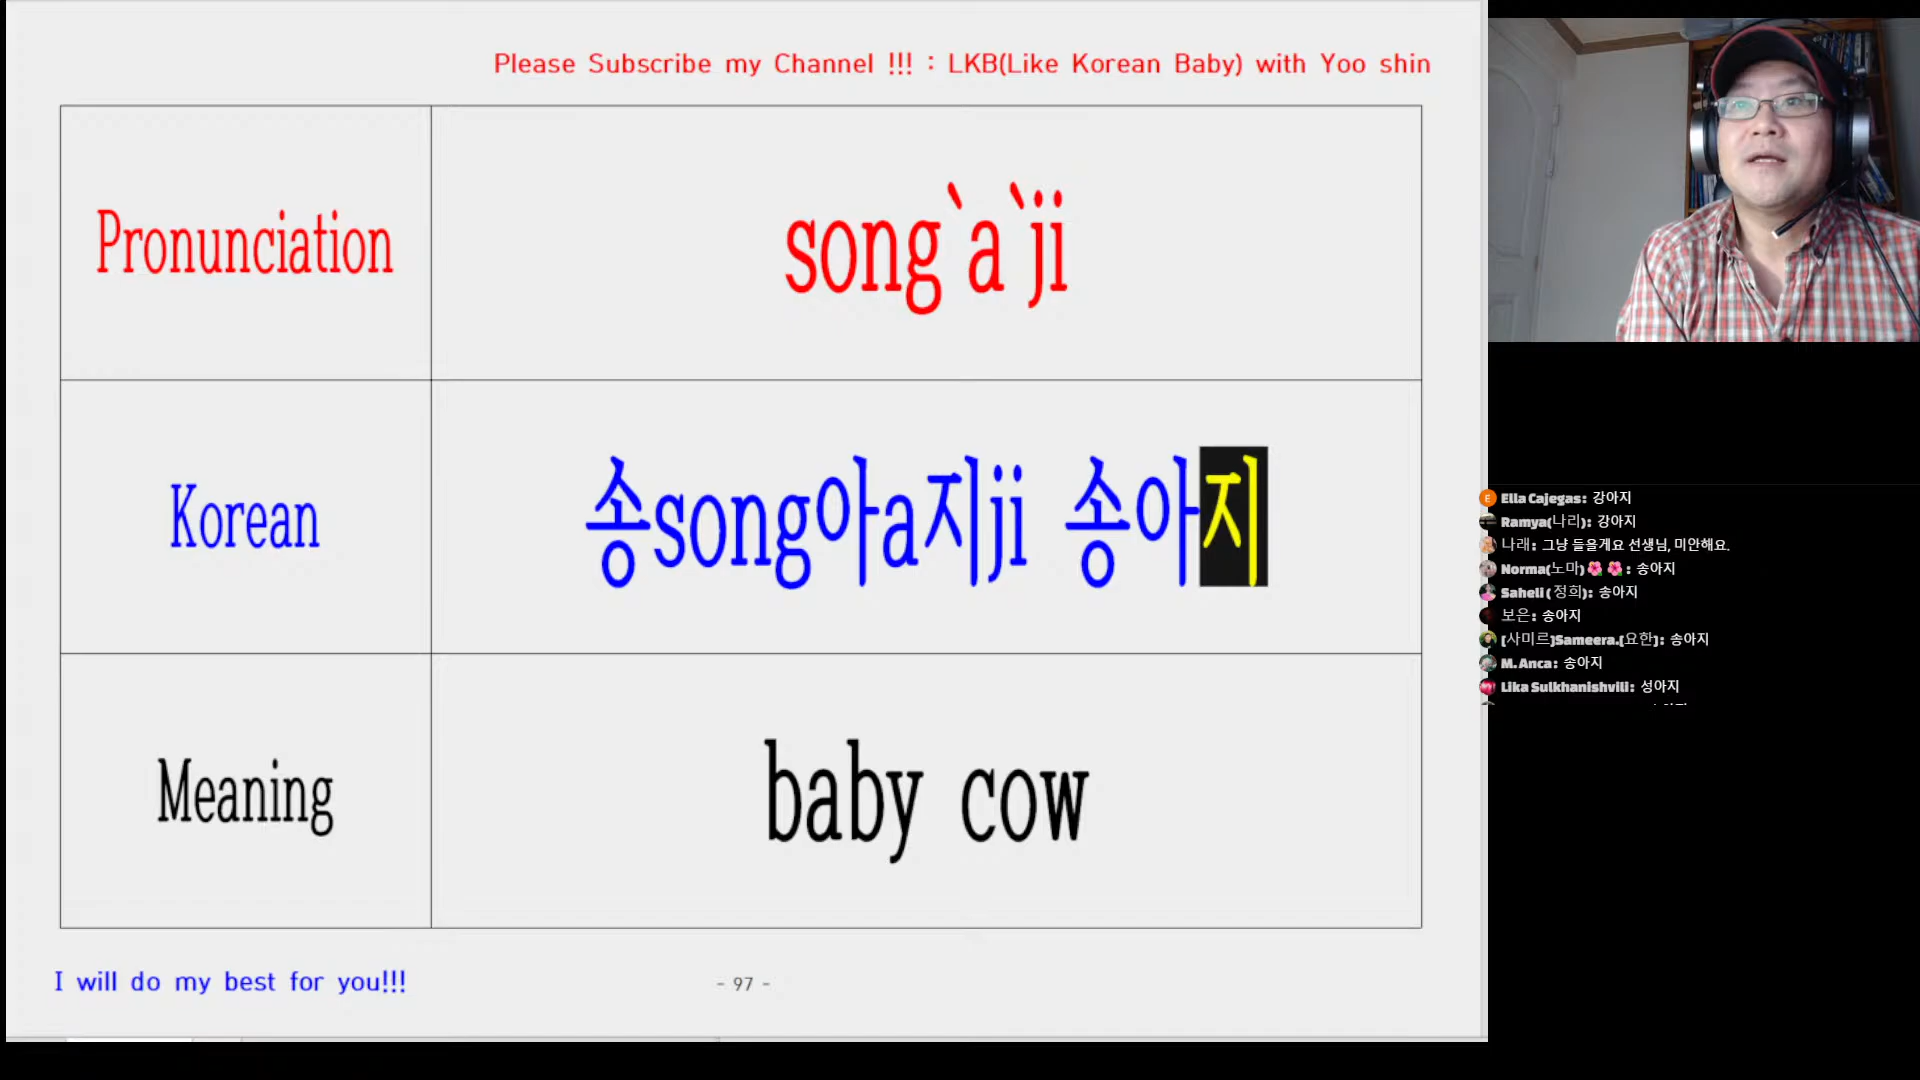 Please Subscribe my Channel !!! : LKB(Like Korean Baby) with Yoo shin
Pronunciation
song`a`ji
Korean
송song아a지ji 송아지
Meaning
baby cow
I will do my best for you!!!
- 97 -
E Ella Cajegas: 강아지
Ramya(나리): 강아지
나래: 그냥 들을게요 선생님, 미안해요.
Norma(노마)🌺🌺: 송아지
Saheli(정희): 송아지
보은: 송아지
[사미르]Sameera.(요한): 송아지
M. Anca: 송아지
Lika Sulkhanishvili: 성아지